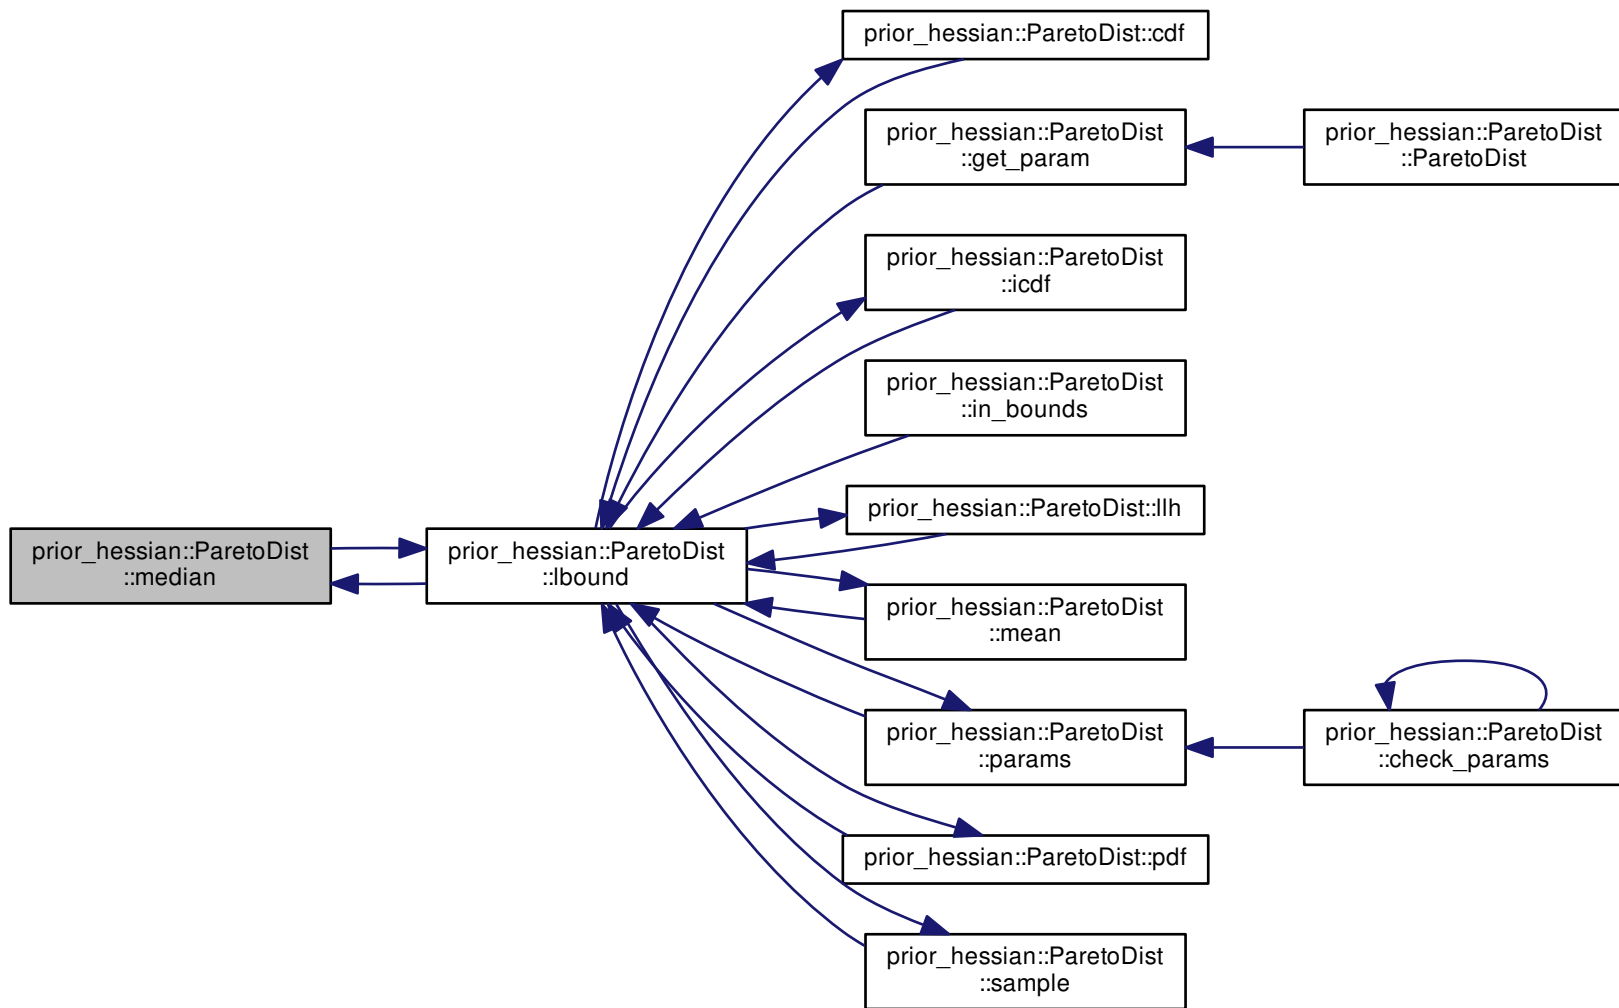 prior_hessian::ParetoDist::cdf
prior_hessian::ParetoDist
::get_param
prior_hessian::ParetoDist
::ParetoDist
prior_hessian::ParetoDist
::icdf
prior_hessian::ParetoDist
::in_bounds
prior_hessian::ParetoDist::llh
prior_hessian::ParetoDist
::median
prior_hessian::ParetoDist
::lbound
prior_hessian::ParetoDist
::mean
prior_hessian::ParetoDist
::params
prior_hessian::ParetoDist
::check_params
prior_hessian::ParetoDist::pdf
prior_hessian::ParetoDist
::sample